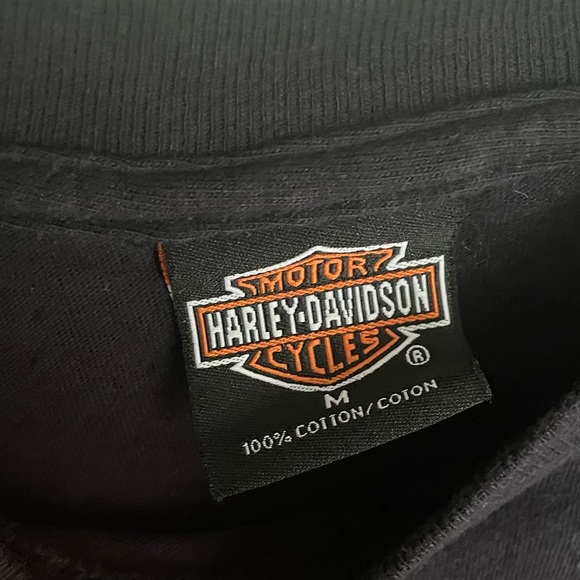 MOTOR
HARLEY-DAVIDSON
CYCLES
®
M
100% COTTON/COTON